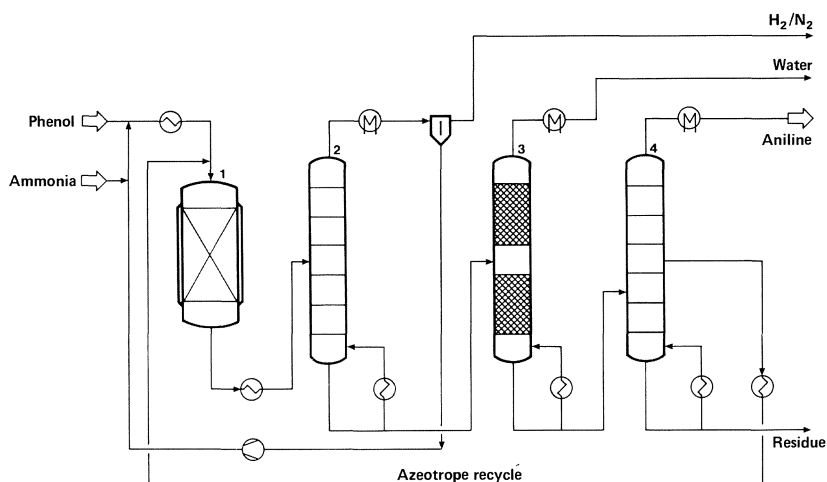 H₂/N₂
Water
Phenol
M
M
M
Aniline
2
3
4
Ammonia
1
Residue
Azeotrope recycle